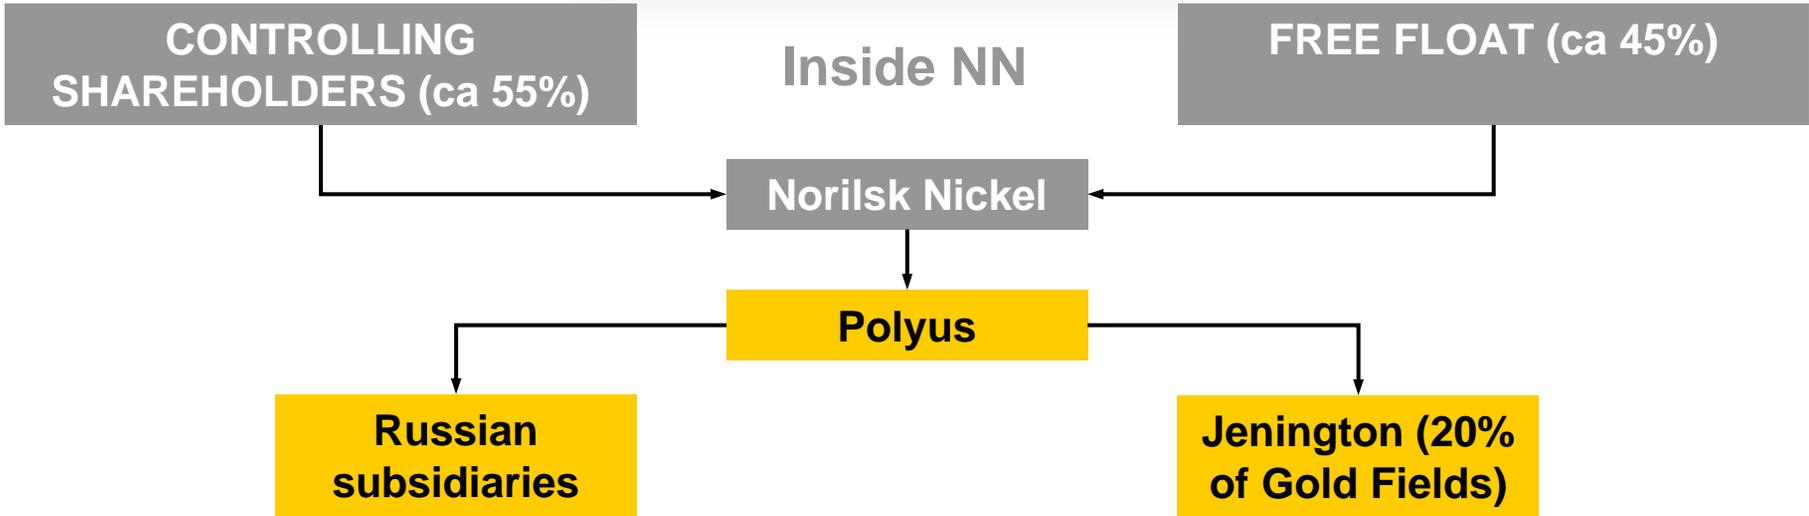 CONTROLLING
SHAREHOLDERS (ca 55%)
Inside NN
FREE FLOAT (ca 45%)
Norilsk Nickel
Polyus
Russian
subsidiaries
Jenington (20%
of Gold Fields)